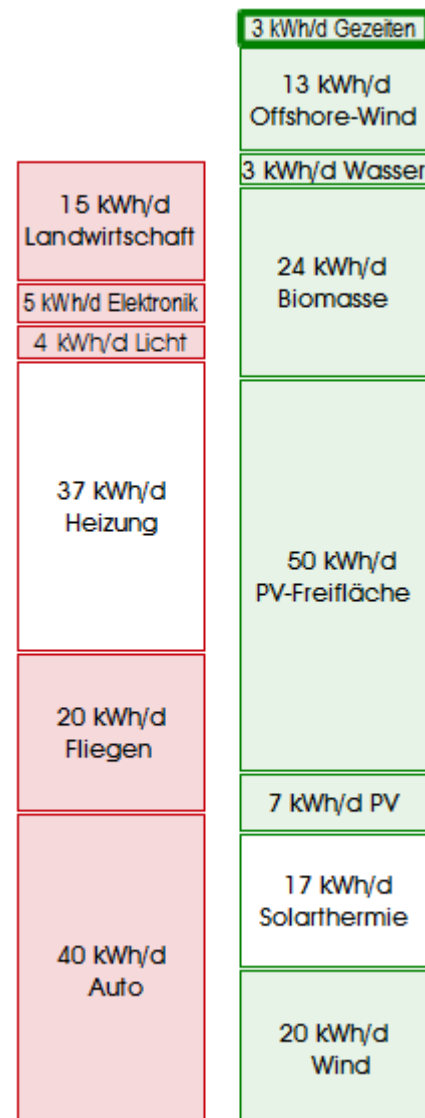 15 kWh/d
Landwirtschaft
5 kWh/d Elektronik
4 kWh/d Licht
37 kWh/d
Heizung
20 kWh/d
Fliegen
40 kWh/d
Auto
3 kWh/d Gezeiten
13 kWh/d
Offshore-Wind
3 kWh/d Wasser
24 kWh/d
Biomasse
50 kWh/d
PV-Freifläche
7 kWh/d PV
17 kWh/d
Solarthermie
20 kWh/d
Wind